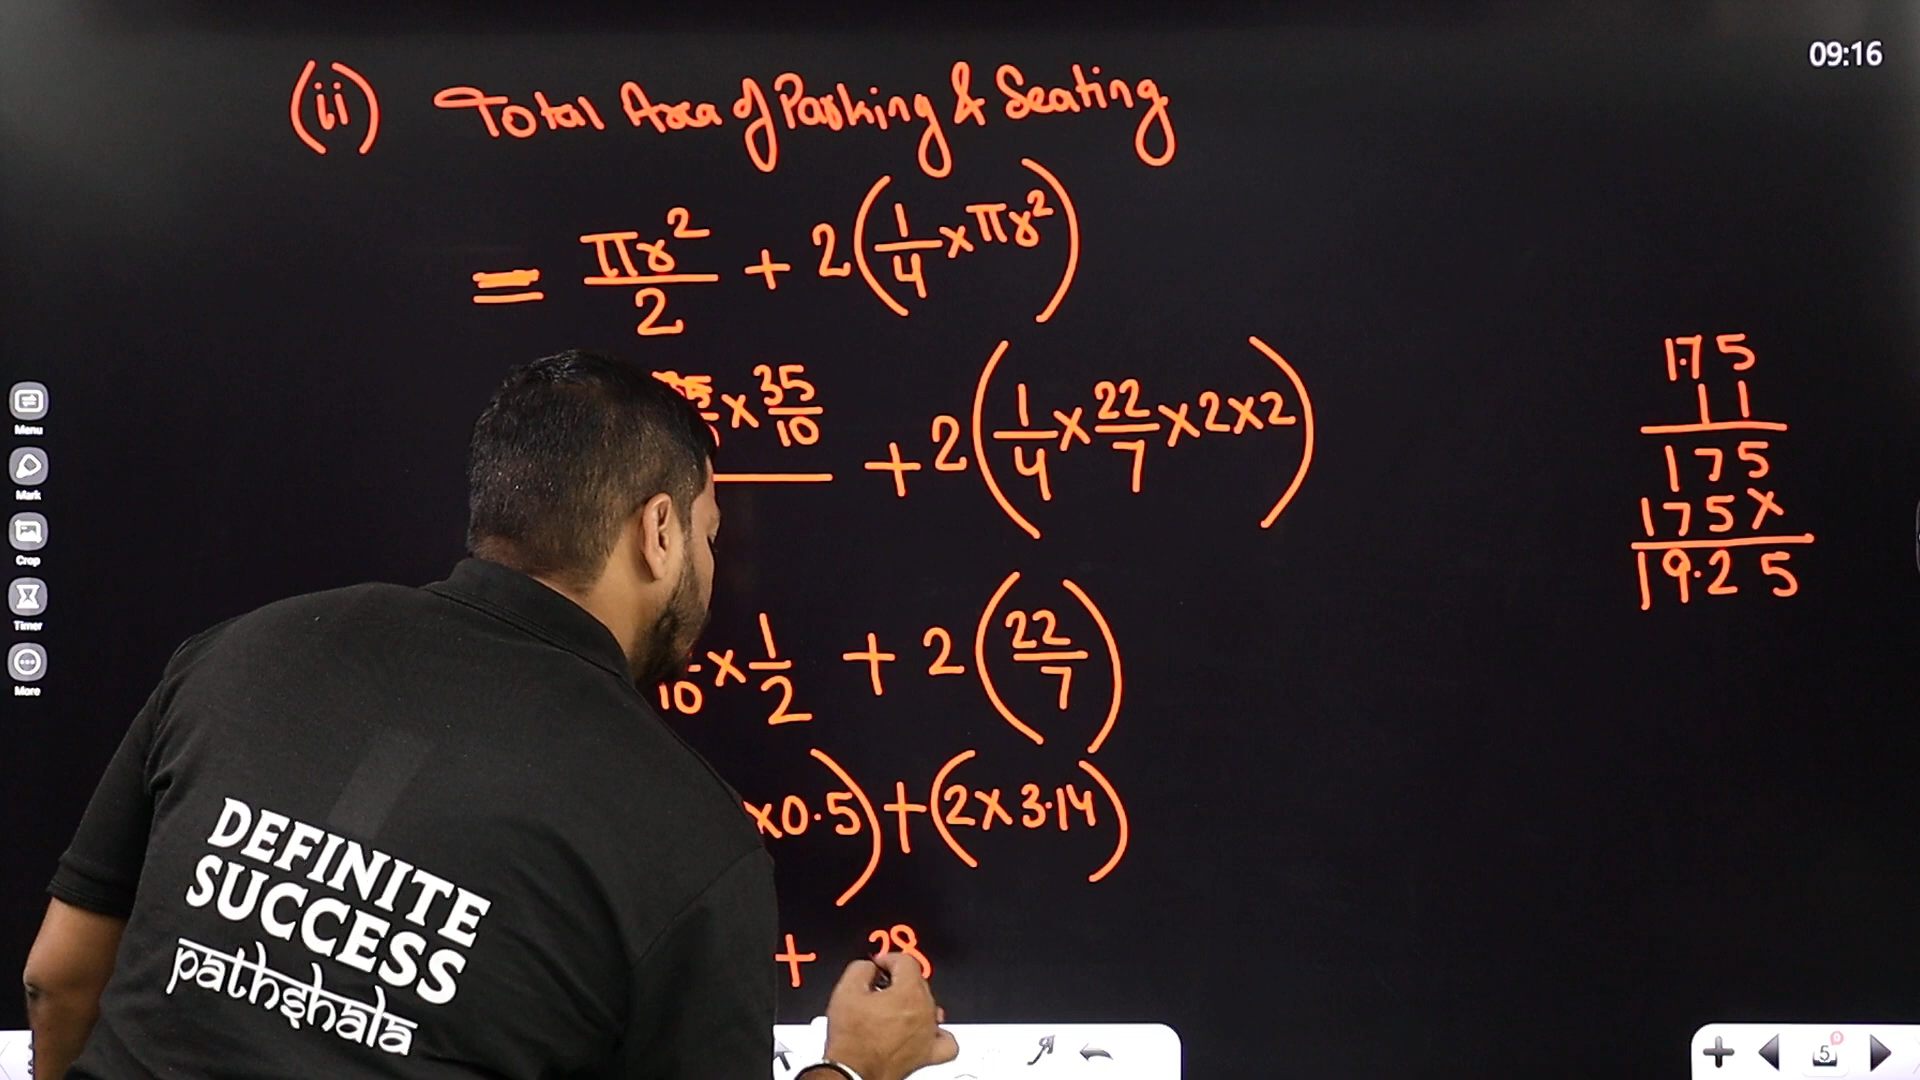 09:16
(ii) Total Area of Parking & Seating
= πr²/2 + 2(1/4 × πr²)
× 35/10 + 2(1/4 × 22/7 × 2 × 2)
10 × 1/2 + 2(22/7)
×0.5) + (2×3.14)
+ 28
1.75
11
175
175×
19.25
Menu
Mark
Crop
Timer
More
DEFINITE
SUCCESS
pathshala
5